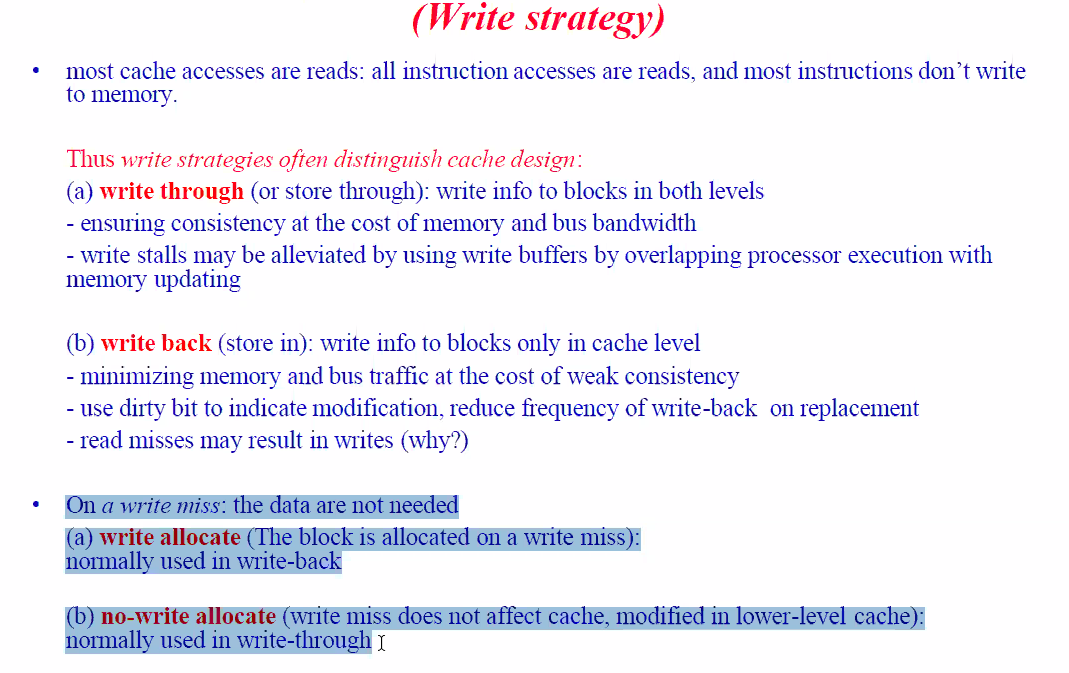 (Write strategy)
• most cache accesses are reads: all instruction accesses are reads, and most instructions don’t write
to memory.
Thus write strategies often distinguish cache design:
(a) write through (or store through): write info to blocks in both levels
- ensuring consistency at the cost of memory and bus bandwidth
- write stalls may be alleviated by using write buffers by overlapping processor execution with
memory updating
(b) write back (store in): write info to blocks only in cache level
- minimizing memory and bus traffic at the cost of weak consistency
- use dirty bit to indicate modification, reduce frequency of write-back on replacement
- read misses may result in writes (why?)
• On a write miss: the data are not needed
(a) write allocate (The block is allocated on a write miss):
normally used in write-back
(b) no-write allocate (write miss does not affect cache, modified in lower-level cache):
normally used in write-through